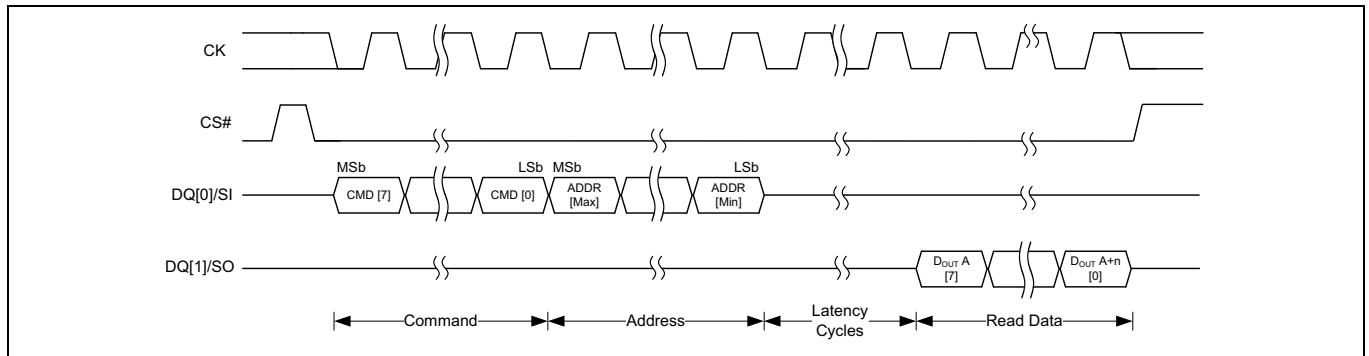 CK
CS#
MSb LSb MSb LSb
DQ[0]/SI CMD [7] CMD [0] ADDR [Max] ADDR [Min]
DQ[1]/SO DOUT A [7] DOUT A+n [0]
Command Address Latency Cycles Read Data